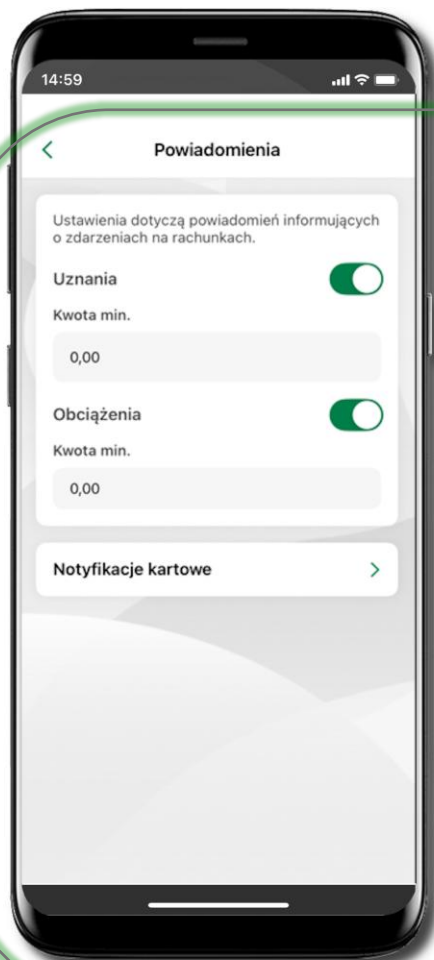 14:59
Powiadomienia
Ustawienia dotyczą powiadomień informujących
o zdarzeniach na rachunkach.
Uznania
Kwota min.
0,00
Obciążenia
Kwota min.
0,00
Notyfikacje kartowe